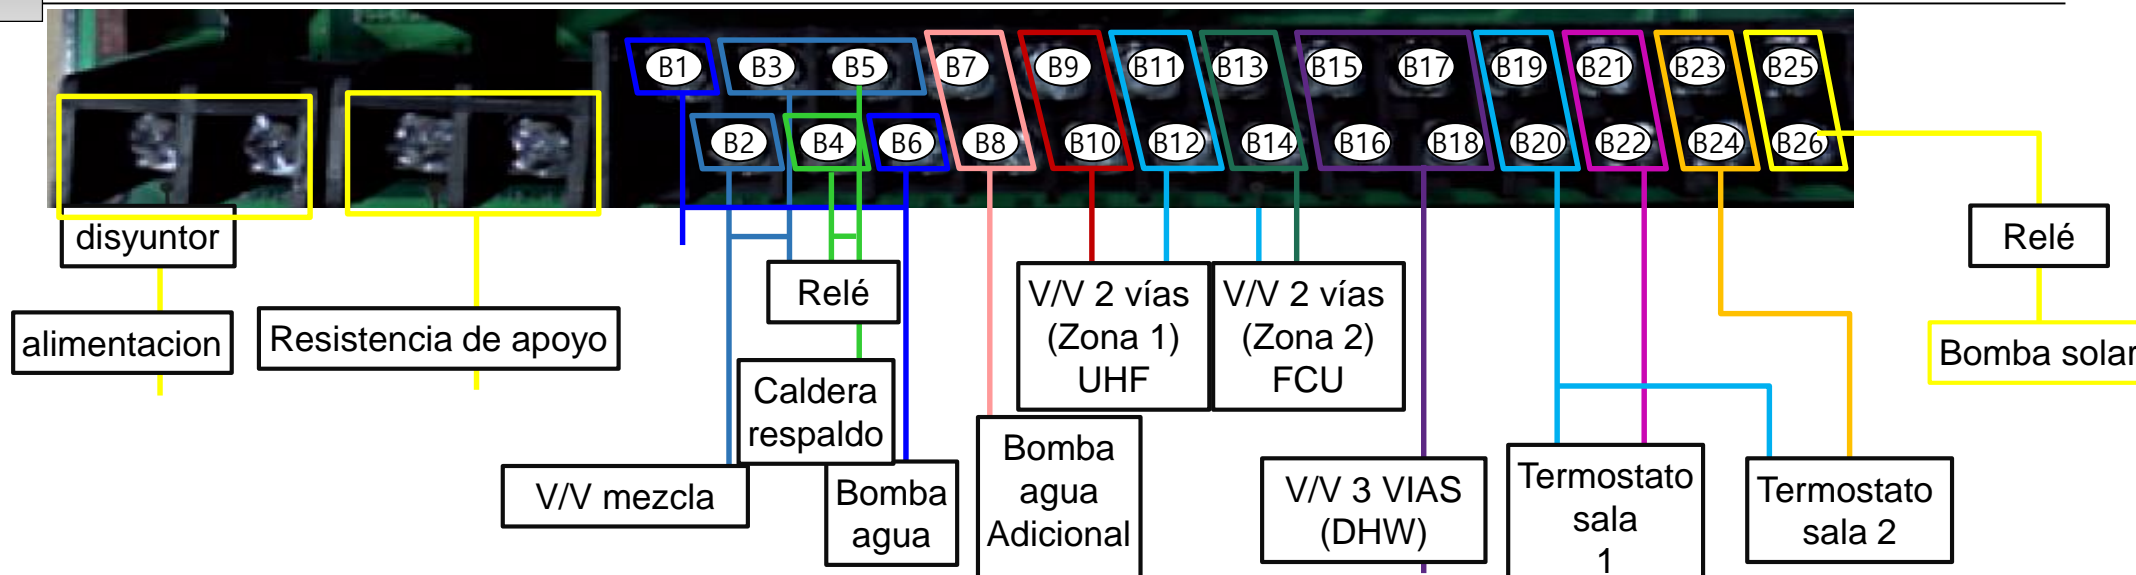 B1 B3 B5 B7 B9 B11 B13 B15 B17 B19 B21 B23 B25
B2 B4 B6 B8 B10 B12 B14 B16 B18 B20 B22 B24 B26
disyuntor
alimentacion
Resistencia de apoyo
Relé
Caldera
respaldo
V/V mezcla
Bomba
agua
Bomba
agua
Adicional
V/V 2 vías
(Zona 1)
UHF
V/V 2 vías
(Zona 2)
FCU
V/V 3 VIAS
(DHW)
Termostato
sala
1
Termostato
sala 2
Relé
Bomba solar